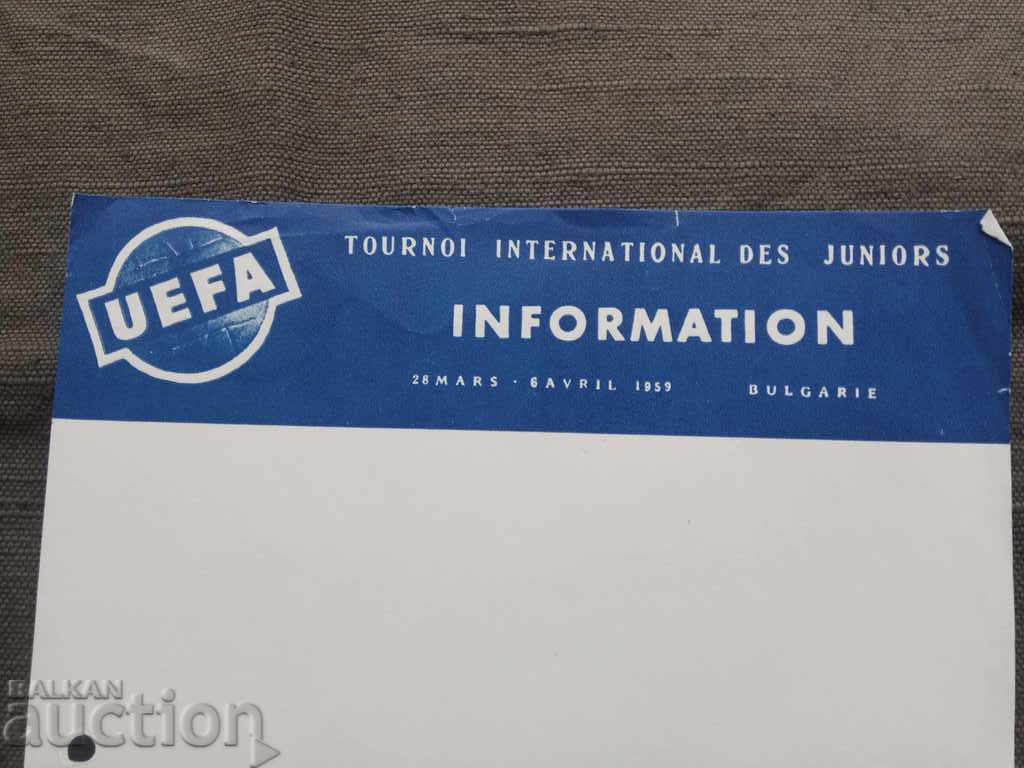 UEFA
TOURNOI INTERNATIONAL DES JUNIORS
INFORMATION
28 MARS · 6 AVRIL 1959 BULGARIE
BALKAN
auction